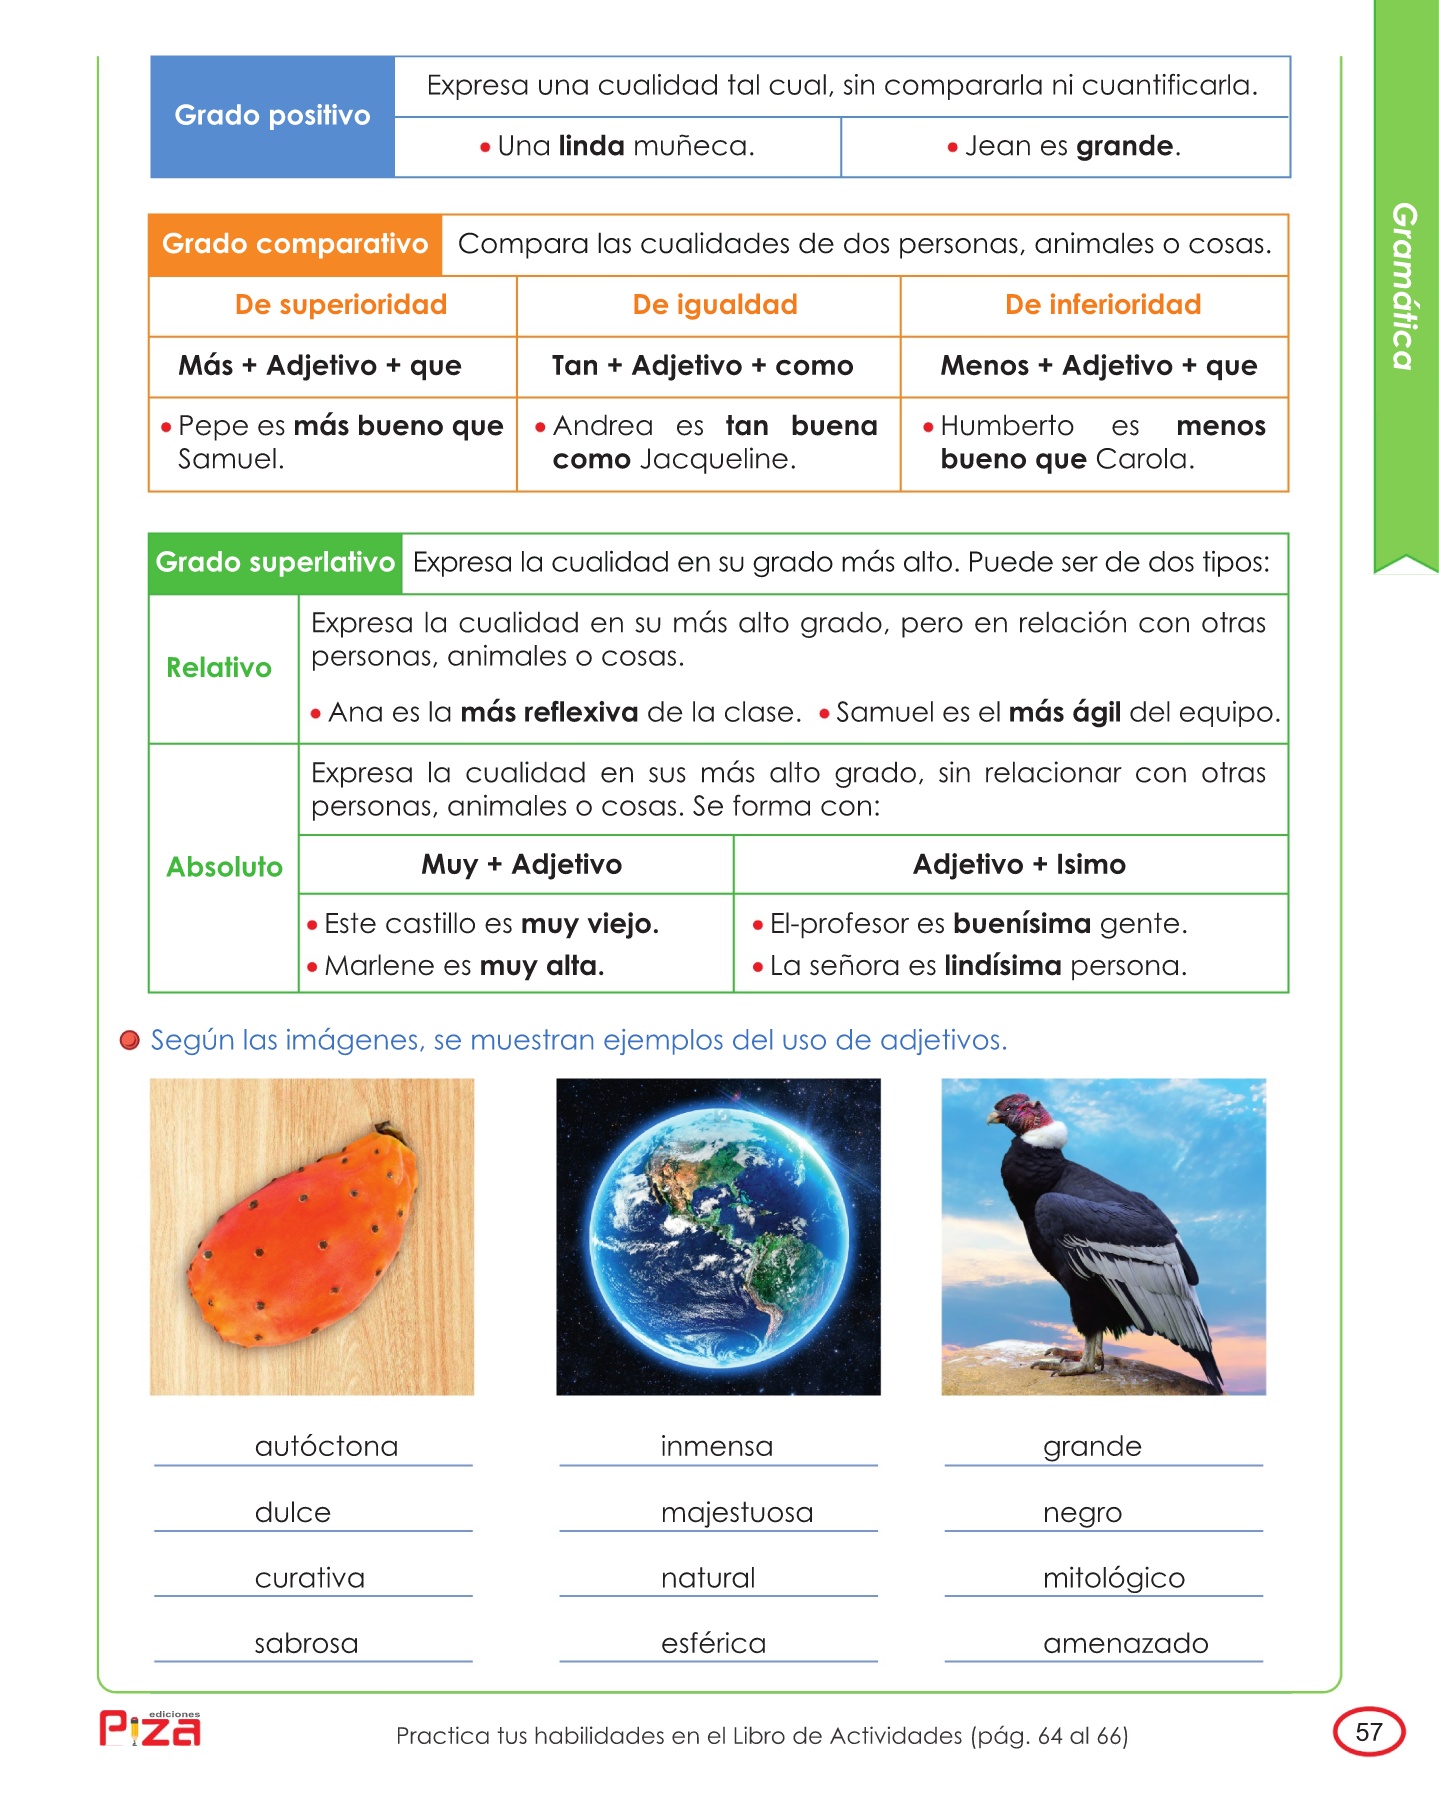 Grado positivo
Expresa una cualidad tal cual, sin compararla ni cuantificarla.
• Una linda muñeca.
• Jean es grande.
Grado comparativo
Compara las cualidades de dos personas, animales o cosas.
De superioridad
De igualdad
De inferioridad
Más + Adjetivo + que
Tan + Adjetivo + como
Menos + Adjetivo + que
• Pepe es más bueno que
Samuel.
• Andrea es tan buena
como Jacqueline.
• Humberto es menos
bueno que Carola.
Grado superlativo
Expresa la cualidad en su grado más alto. Puede ser de dos tipos:
Relativo
Expresa la cualidad en su más alto grado, pero en relación con otras
personas, animales o cosas.
• Ana es la más reflexiva de la clase. • Samuel es el más ágil del equipo.
Absoluto
Expresa la cualidad en sus más alto grado, sin relacionar con otras
personas, animales o cosas. Se forma con:
Muy + Adjetivo
Adjetivo + Isimo
• Este castillo es muy viejo.
• Marlene es muy alta.
• El-profesor es buenísima gente.
• La señora es lindísima persona.
Gramática
Según las imágenes, se muestran ejemplos del uso de adjetivos.
autóctona
dulce
curativa
sabrosa
inmensa
majestuosa
natural
esférica
grande
negro
mitológico
amenazado
ediciones
Piza
Practica tus habilidades en el Libro de Actividades (pág. 64 al 66)
57